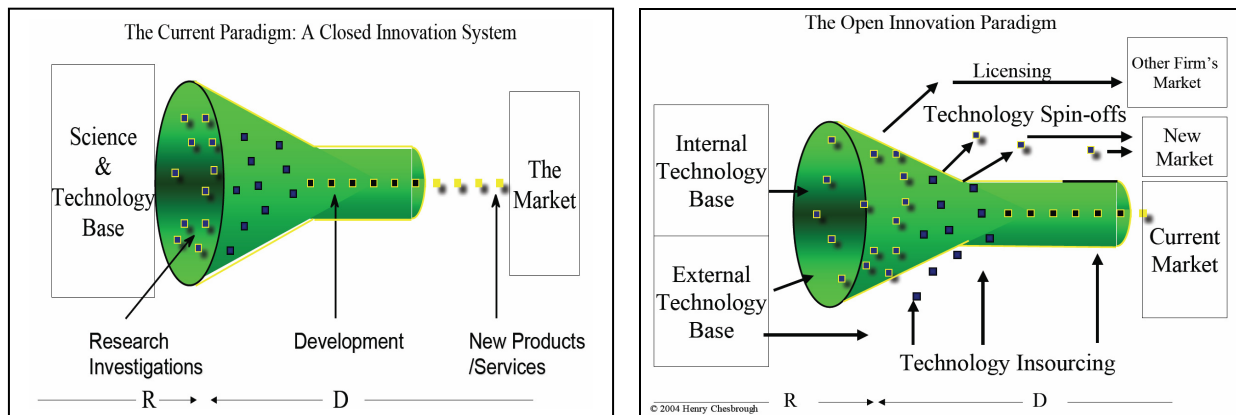 The Current Paradigm: A Closed Innovation System
Science
&
Technology
Base
The
Market
Research
Investigations
Development
New Products
/Services
R
D
The Open Innovation Paradigm
Licensing
Other Firm's
Market
Technology Spin-offs
New
Market
Internal
Technology
Base
External
Technology
Base
Current
Market
Technology Insourcing
R
D
© 2004 Henry Chesbrough